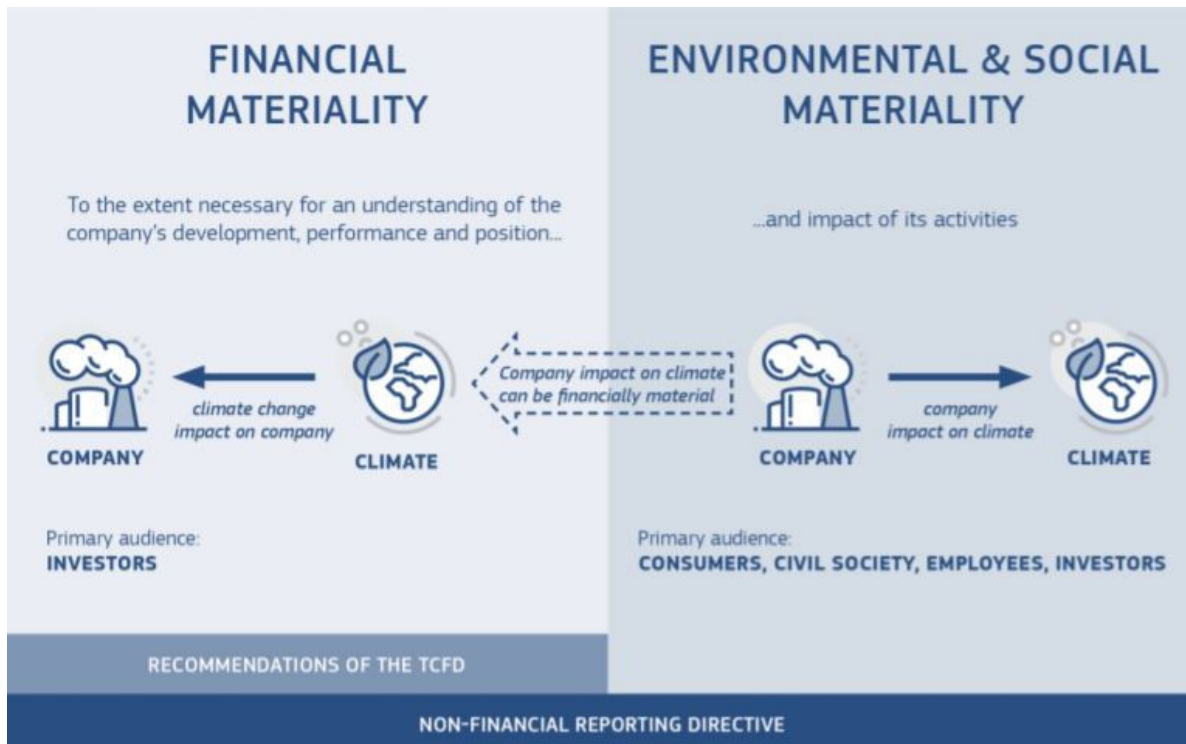 FINANCIAL
MATERIALITY
To the extent necessary for an understanding of the
company's development, performance and position...
climate change
impact on company
COMPANY
CLIMATE
Primary audience:
INVESTORS
RECOMMENDATIONS OF THE TCFD
Company impact on climate
can be financially material
ENVIRONMENTAL & SOCIAL
MATERIALITY
...and impact of its activities
company
impact on climate
COMPANY
CLIMATE
Primary audience:
CONSUMERS, CIVIL SOCIETY, EMPLOYEES, INVESTORS
NON-FINANCIAL REPORTING DIRECTIVE